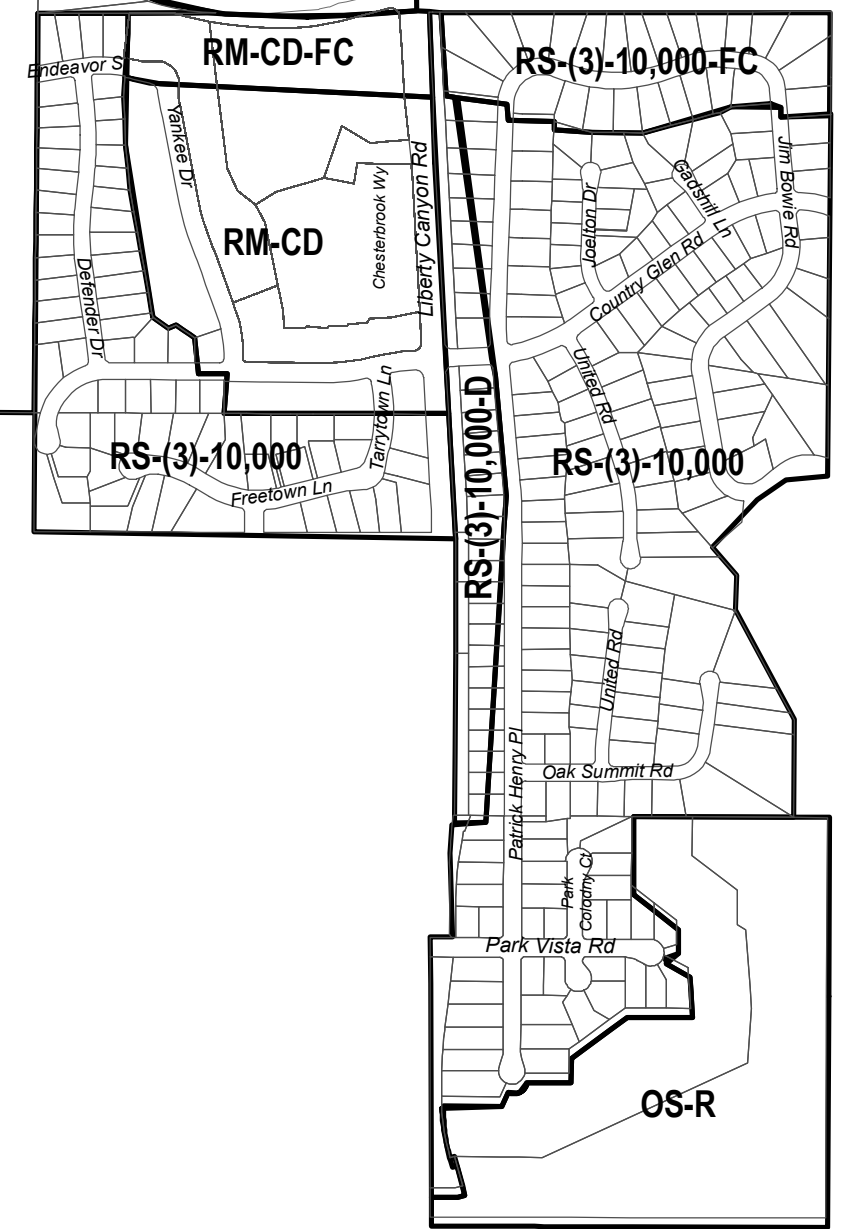 RM-CD-FC
RS-(3)-10,000-FC
Endeavor S
Yankee Dr
Jim Bowie Rd
Gadshill Ln
Joelton Dr
Chesterbrook Wy
Liberty Canyon Rd
RM-CD
Country Glen Rd
Defender Dr
United Rd
Tarrytown Ln
RS-(3)-10,000-D
RS-(3)-10,000
RS-(3)-10,000
Freetown Ln
United Rd
Patrick Henry Pl
Oak Summit Rd
Park
Colodny Ct
Park Vista Rd
OS-R